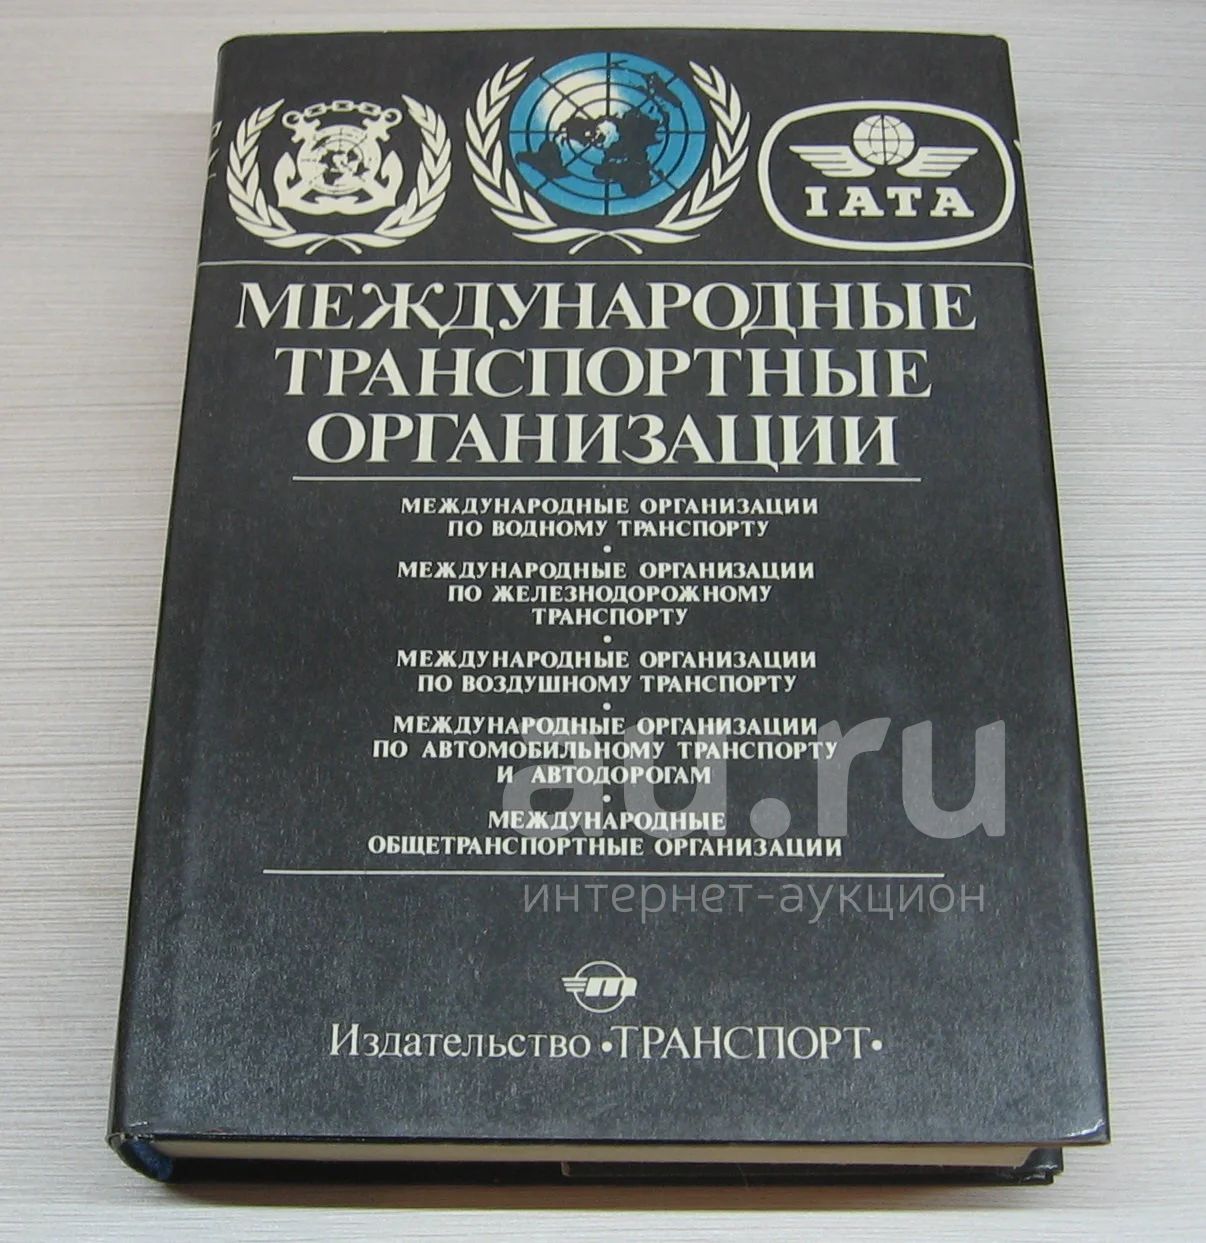 IATA
МЕЖДУНАРОДНЫЕ
ТРАНСПОРТНЫЕ
ОРГАНИЗАЦИИ
МЕЖДУНАРОДНЫЕ ОРГАНИЗАЦИИ
ПО ВОДНОМУ ТРАНСПОРТУ
•
МЕЖДУНАРОДНЫЕ ОРГАНИЗАЦИИ
ПО ЖЕЛЕЗНОДОРОЖНОМУ
ТРАНСПОРТУ
•
МЕЖДУНАРОДНЫЕ ОРГАНИЗАЦИИ
ПО ВОЗДУШНОМУ ТРАНСПОРТУ
•
МЕЖДУНАРОДНЫЕ ОРГАНИЗАЦИИ
ПО АВТОМОБИЛЬНОМУ ТРАНСПОРТУ
И АВТОДОРОГАМ
•
МЕЖДУНАРОДНЫЕ
ОБЩЕТРАНСПОРТНЫЕ ОРГАНИЗАЦИИ
au.ru
интернет-аукцион
т
Издательство •ТРАНСПОРТ•